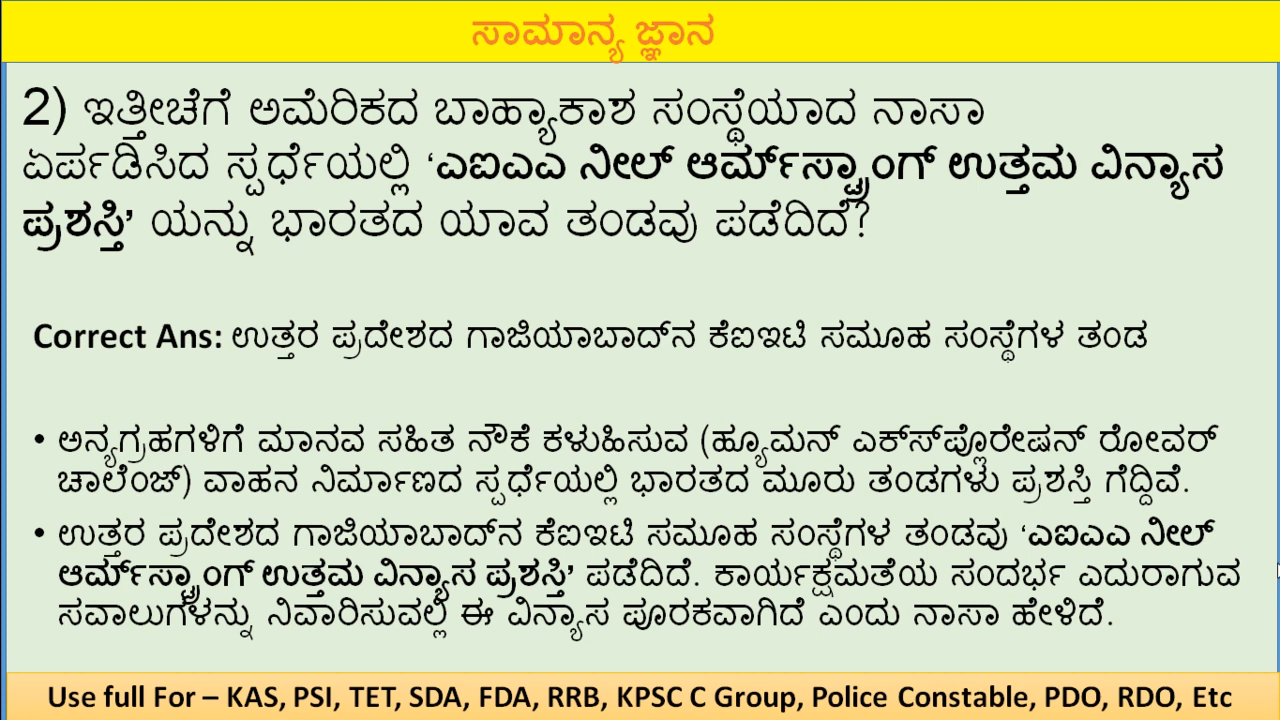 ಸಾಮಾನ್ಯ ಜ್ಞಾನ
2) ಇತ್ತೀಚೆಗೆ ಅಮೆರಿಕದ ಬಾಹ್ಯಾಕಾಶ ಸಂಸ್ಥೆಯಾದ ನಾಸಾ
ಏರ್ಪಡಿಸಿದ ಸ್ಪರ್ಧೆಯಲ್ಲಿ ‘ಎಐಎಎ ನೀಲ್ ಆರ್ಮ್‌ಸ್ಟ್ರಾಂಗ್ ಉತ್ತಮ ವಿನ್ಯಾಸ
ಪ್ರಶಸ್ತಿ’ ಯನ್ನು ಭಾರತದ ಯಾವ ತಂಡವು ಪಡೆದಿದೆ?
Correct Ans: ಉತ್ತರ ಪ್ರದೇಶದ ಗಾಜಿಯಾಬಾದ್‌ನ ಕೆಐಇಟಿ ಸಮೂಹ ಸಂಸ್ಥೆಗಳ ತಂಡ
• ಅನ್ಯಗ್ರಹಗಳಿಗೆ ಮಾನವ ಸಹಿತ ನೌಕೆ ಕಳುಹಿಸುವ (ಹ್ಯೂಮನ್ ಎಕ್ಸ್‌ಪ್ಲೊರೇಷನ್ ರೋವರ್
ಚಾಲೆಂಜ್) ವಾಹನ ನಿರ್ಮಾಣದ ಸ್ಪರ್ಧೆಯಲ್ಲಿ ಭಾರತದ ಮೂರು ತಂಡಗಳು ಪ್ರಶಸ್ತಿ ಗೆದ್ದಿವೆ.
• ಉತ್ತರ ಪ್ರದೇಶದ ಗಾಜಿಯಾಬಾದ್‌ನ ಕೆಐಇಟಿ ಸಮೂಹ ಸಂಸ್ಥೆಗಳ ತಂಡವು ‘ಎಐಎಎ ನೀಲ್
ಆರ್ಮ್‌ಸ್ಟ್ರಾಂಗ್ ಉತ್ತಮ ವಿನ್ಯಾಸ ಪ್ರಶಸ್ತಿ’ ಪಡೆದಿದೆ. ಕಾರ್ಯಕ್ಷಮತೆಯ ಸಂದರ್ಭ ಎದುರಾಗುವ
ಸವಾಲುಗಳನ್ನು ನಿವಾರಿಸುವಲ್ಲಿ ಈ ವಿನ್ಯಾಸ ಪೂರಕವಾಗಿದೆ ಎಂದು ನಾಸಾ ಹೇಳಿದೆ.
Use full For – KAS, PSI, TET, SDA, FDA, RRB, KPSC C Group, Police Constable, PDO, RDO, Etc